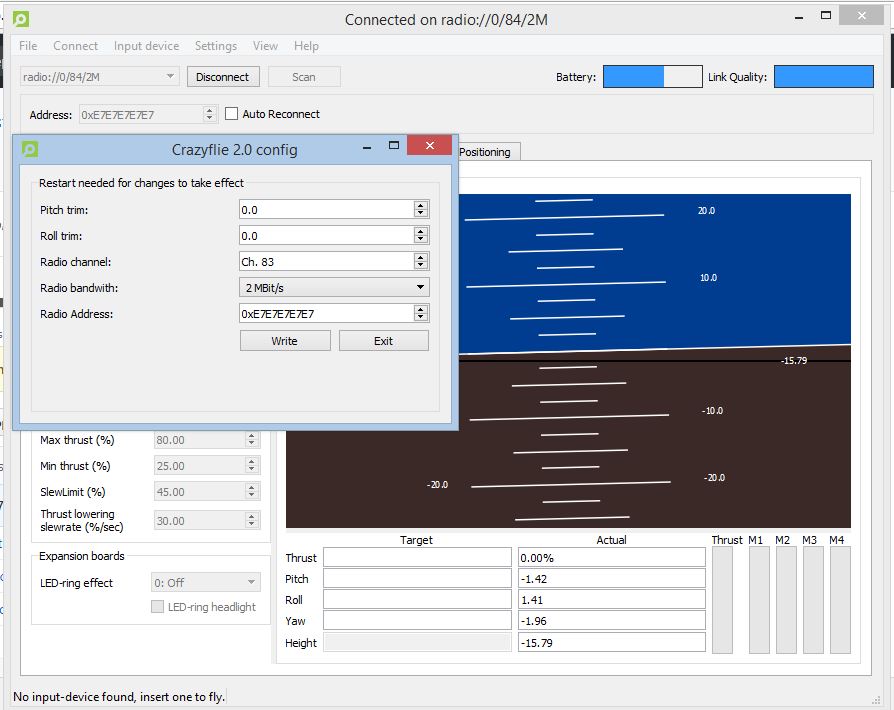 Connected on radio://0/84/2M
File Connect Input device Settings View Help
radio://0/84/2M Disconnect Scan Battery: Link Quality:
Address: 0xE7E7E7E7E7 Auto Reconnect
Crazyflie 2.0 config
Restart needed for changes to take effect
Pitch trim: 0.0
Roll trim: 0.0
Radio channel: Ch. 83
Radio bandwith: 2 MBit/s
Radio Address: 0xE7E7E7E7E7
Write Exit
Positioning
20.0
10.0
-15.79
-10.0
-20.0 -20.0
Max thrust (%) 80.00
Min thrust (%) 25.00
SlewLimit (%) 45.00
Thrust lowering
slewrate (%/sec) 30.00
Expansion boards
LED-ring effect 0: Off
LED-ring headlight
Target Actual Thrust M1 M2 M3 M4
Thrust 0.00%
Pitch -1.42
Roll 1.41
Yaw -1.96
Height -15.79
No input-device found, insert one to fly.